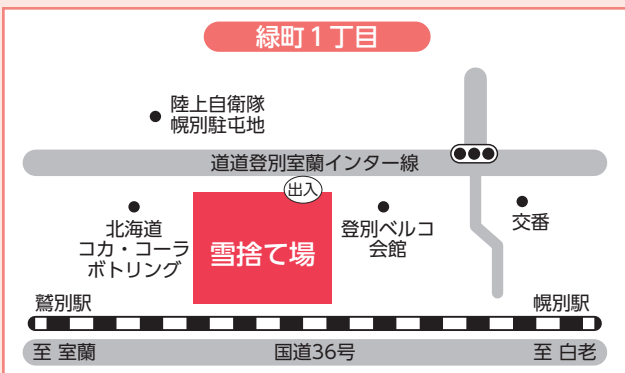 緑町1丁目
陸上自衛隊
幌別駐屯地
道道登別室蘭インター線
出入
北海道
コカ・コーラ
ボトリング
雪捨て場
登別ベルコ
会館
交番
鷲別駅
幌別駅
至 室蘭
国道36号
至 白老